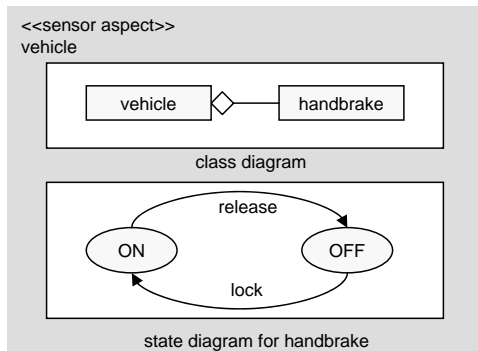 <<sensor aspect>>
vehicle
vehicle
handbrake
class diagram
release
ON
OFF
lock
state diagram for handbrake